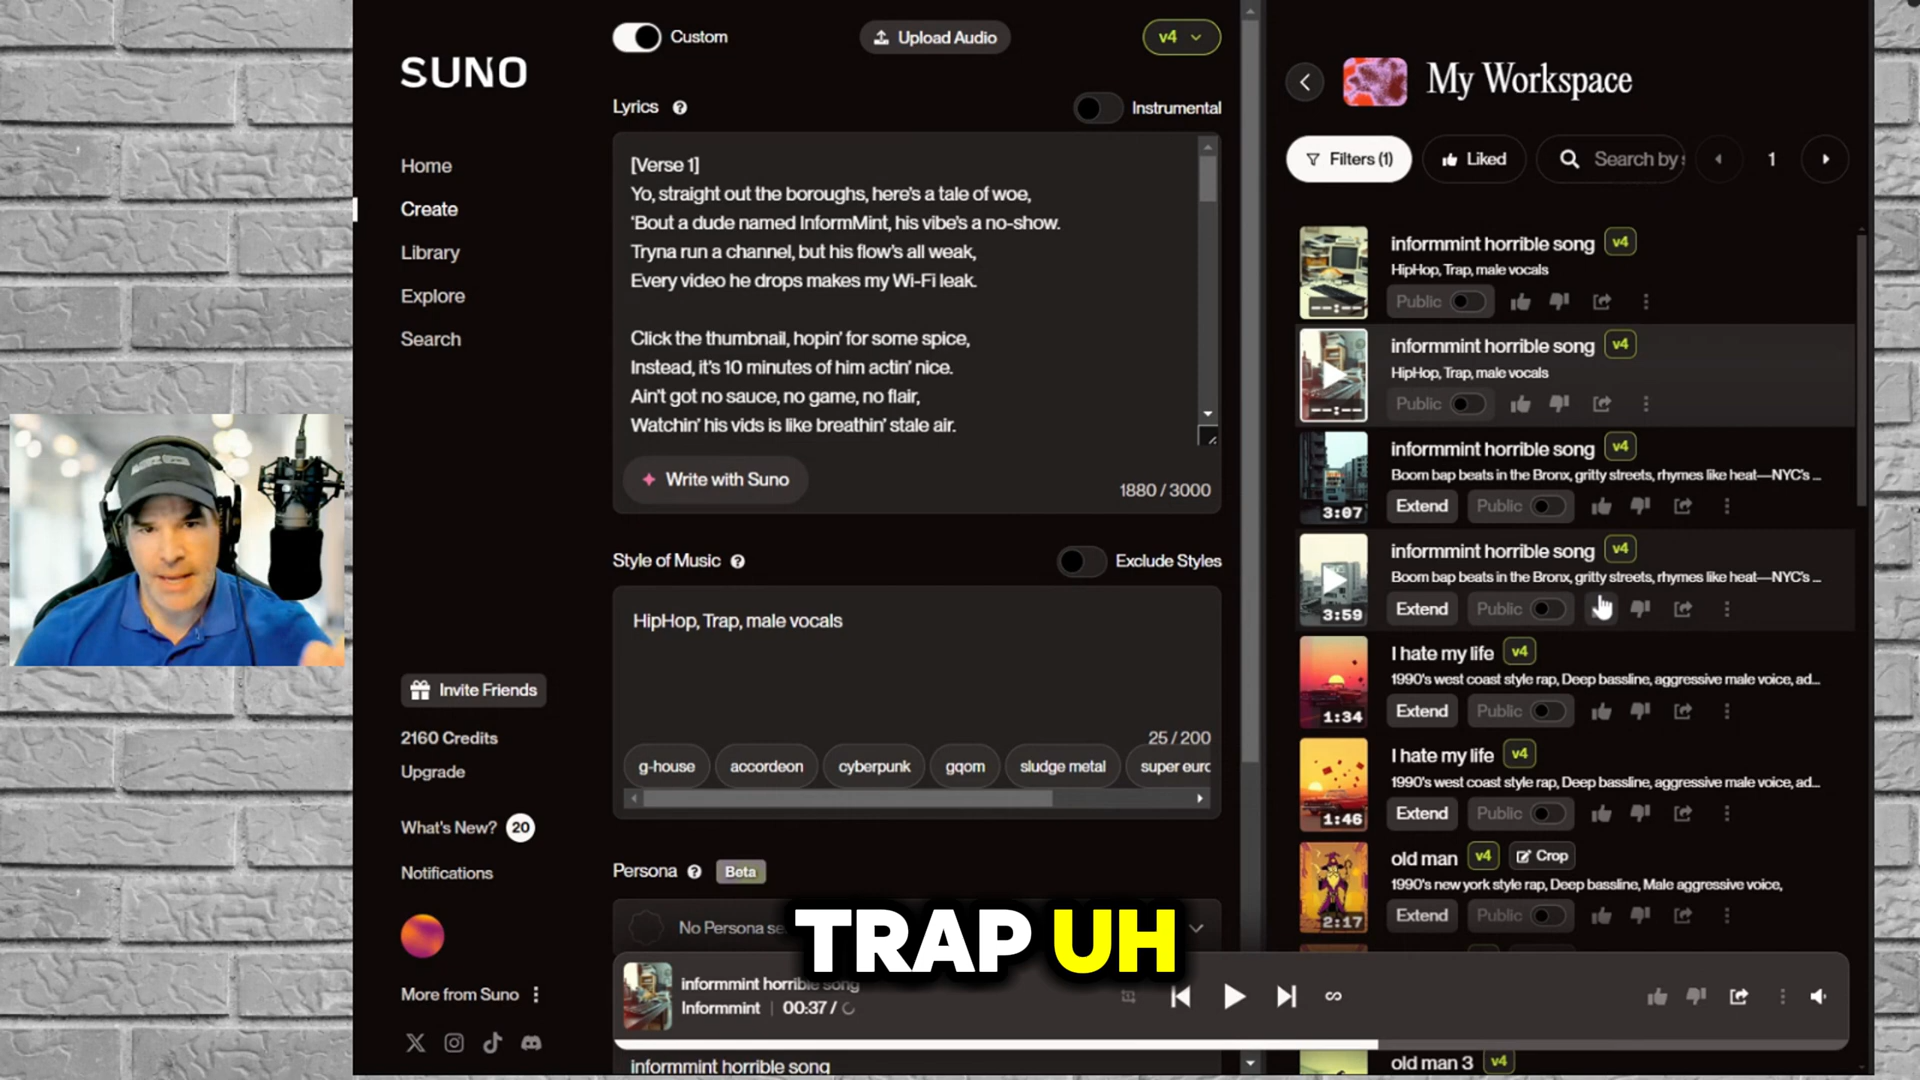 SUNO
Home
Create
Library
Explore
Search
Invite Friends
2160 Credits
Upgrade
What's New? 20
Notifications
More from Suno
Custom
Upload Audio
v4
Lyrics
Instrumental
[Verse 1]
Yo, straight out the boroughs, here's a tale of woe,
'Bout a dude named InformMint, his vibe's a no-show.
Tryna run a channel, but his flow's all weak,
Every video he drops makes my Wi-Fi leak.
Click the thumbnail, hopin' for some spice,
Instead, it's 10 minutes of him actin' nice.
Ain't got no sauce, no game, no flair,
Watchin' his vids is like breathin' stale air.
Write with Suno
1880 / 3000
Style of Music
Exclude Styles
HipHop, Trap, male vocals
25 / 200
g-house
accordeon
cyberpunk
gqom
sludge metal
super euro
Persona
Beta
No Persona se
TRAP UH
informmint horrible song
Informmint
00:37 /
informmint horrible song
My Workspace
Filters (1)
Liked
Search by
1
informmint horrible song v4
HipHop, Trap, male vocals
--:--
Public
informmint horrible song v4
HipHop, Trap, male vocals
--:--
Public
informmint horrible song v4
Boom bap beats in the Bronx, gritty streets, rhymes like heat—NYC's ...
3:07
Extend
Public
informmint horrible song v4
Boom bap beats in the Bronx, gritty streets, rhymes like heat—NYC's ...
3:59
Extend
Public
I hate my life v4
1990's west coast style rap, Deep bassline, aggressive male voice, ad...
1:34
Extend
Public
I hate my life v4
1990's west coast style rap, Deep bassline, aggressive male voice, ad...
1:46
Extend
Public
old man v4 Crop
1990's new york style rap, Deep bassline, Male aggressive voice,
2:17
Extend
Public
old man 3 v4